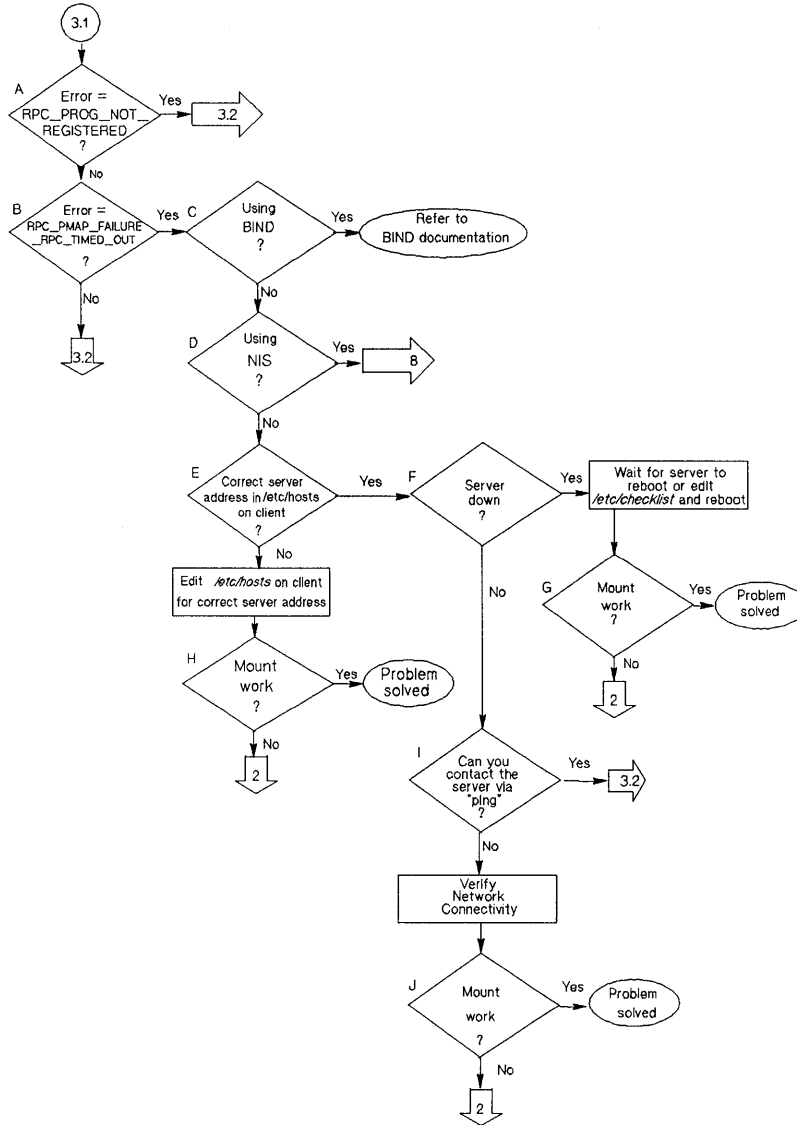 3.1
A
Error =
RPC_PROG_NOT_
REGISTERED
?
Yes
3.2
No
B
Error =
RPC_PMAP_FAILURE
_RPC_TIMED_OUT
?
Yes
No
3.2
C
Using
BIND
?
Yes
Refer to
BIND documentation
No
D
Using
NIS
?
Yes
8
No
E
Correct server
address in /etc/hosts
on client
?
Yes
No
Edit /etc/hosts on client
for correct server address
H
Mount
work
?
Yes
Problem
solved
No
2
F
Server
down
?
Yes
Wait for server to
reboot or edit
/etc/checklist and reboot
G
Mount
work
?
Yes
Problem
solved
No
2
No
I
Can you
contact the
server via
"ping"
?
Yes
3.2
No
Verify
Network
Connectivity
J
Mount
work
?
Yes
Problem
solved
No
2